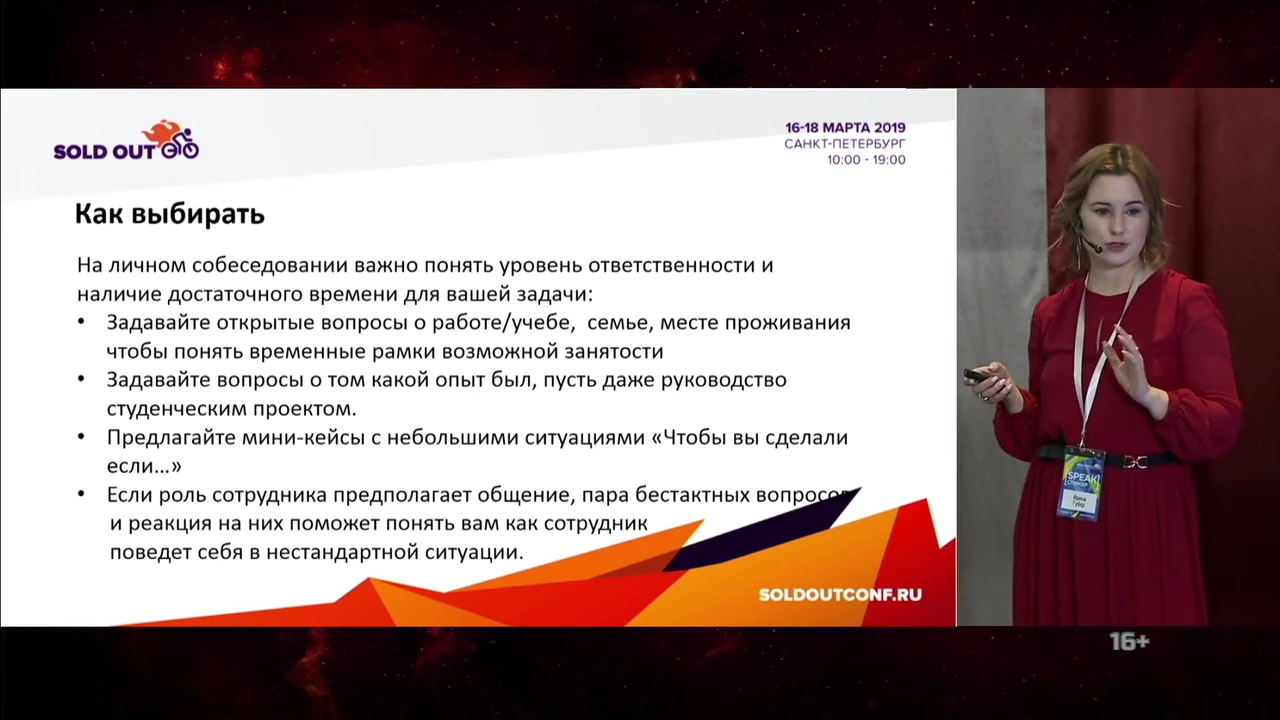 SOLD OUT
16-18 МАРТА 2019
САНКТ-ПЕТЕРБУРГ
10:00 - 19:00
Как выбирать
На личном собеседовании важно понять уровень ответственности и
наличие достаточного времени для вашей задачи:
• Задавайте открытые вопросы о работе/учебе, семье, месте проживания
чтобы понять временные рамки возможной занятости
• Задавайте вопросы о том какой опыт был, пусть даже руководство
студенческим проектом.
• Предлагайте мини-кейсы с небольшими ситуациями «Чтобы вы сделали
если...»
• Если роль сотрудника предполагает общение, пара бестактных вопросов
и реакция на них поможет понять вам как сотрудник
поведет себя в нестандартной ситуации.
SOLDOUTCONF.RU
SPEAK
16+